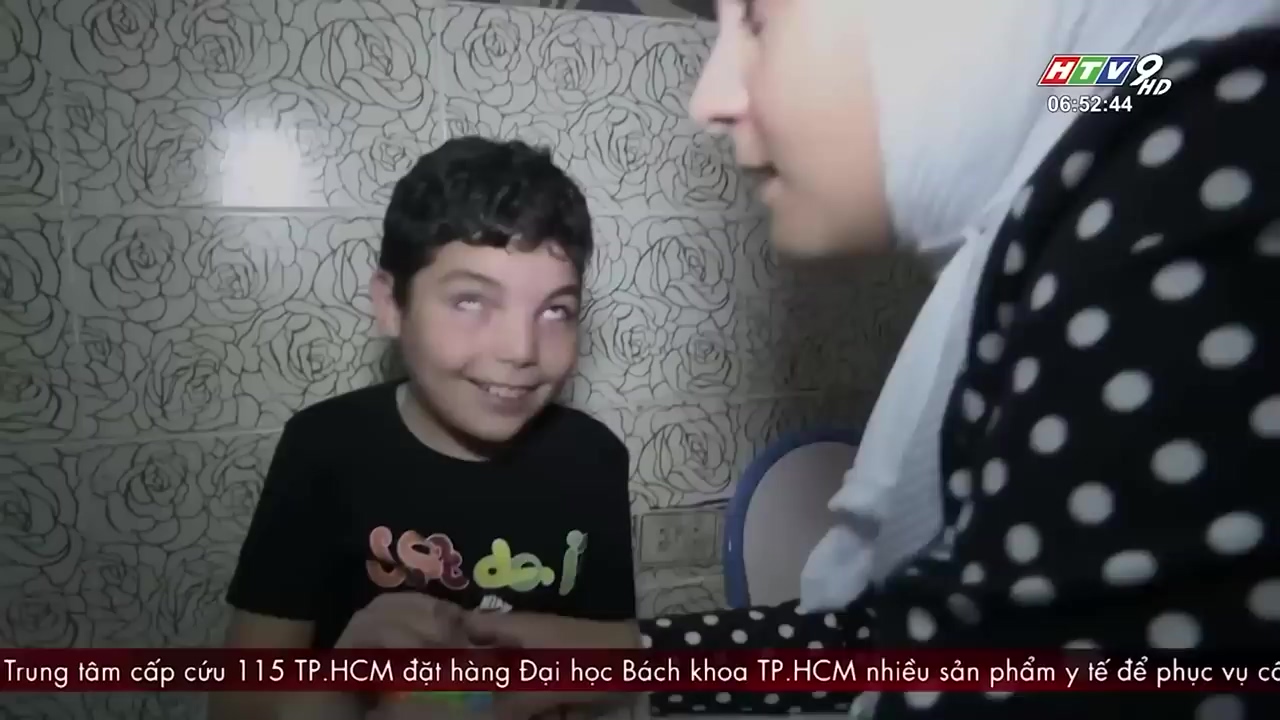 HTV9
HD
06:52:44
Trung tâm cấp cứu 115 TP.HCM đặt hàng Đại học Bách khoa TP.HCM nhiều sản phẩm y tế để phục vụ